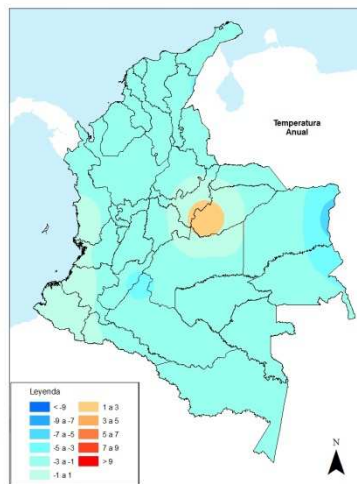 Temperatura
Anual
Leyenda
< -9
-9 a -7
-7 a -5
-5 a -3
-3 a -1
-1 a 1
1 a 3
3 a 5
5 a 7
7 a 9
> 9
N